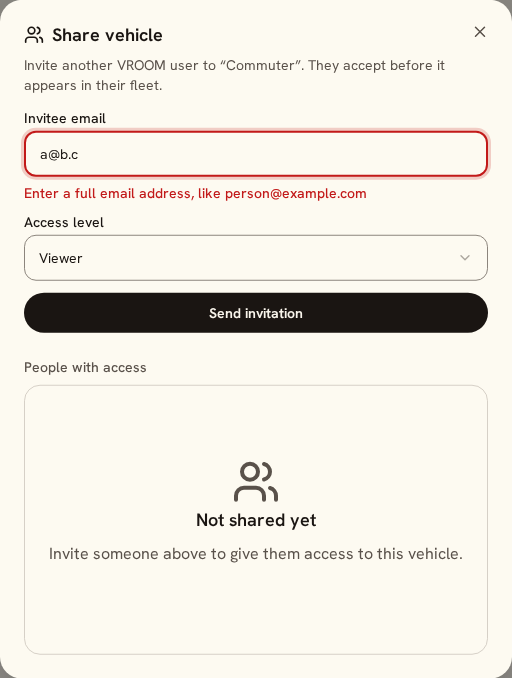 Share vehicle
Invite another VROOM user to “Commuter”. They accept before it
appears in their fleet.
Invitee email
a@b.c
Enter a full email address, like person@example.com
Access level
Viewer
Send invitation
People with access
Not shared yet
Invite someone above to give them access to this vehicle.